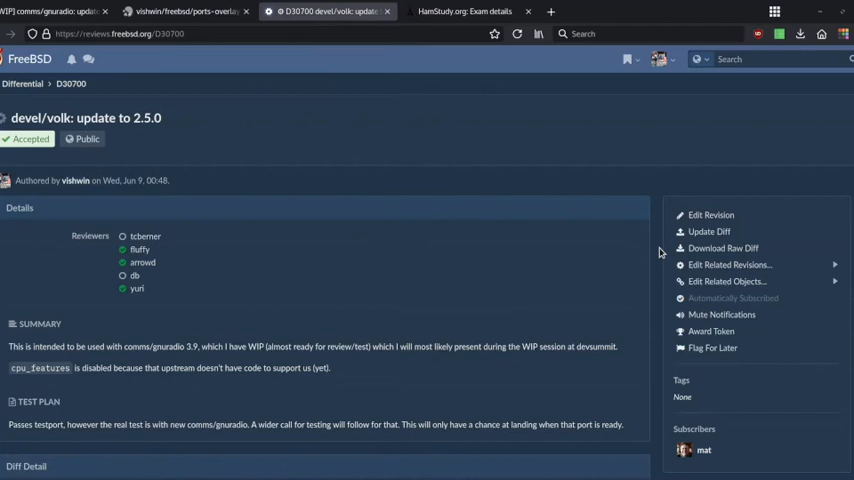 WIP] comms/gnuradio: updat
vishwin/freebsd/ports-overlay
D30700 devel/volk: update
HamStudy.org: Exam details
https://reviews.freebsd.org/D30700
Search
FreeBSD
Search
Differential
D30700
devel/volk: update to 2.5.0
Accepted
Public
Authored by vishwin on Wed, Jun 9, 00:48.
Details
Reviewers
tcberner
fluffy
arrowd
db
yuri
SUMMARY
This is intended to be used with comms/gnuradio 3.9, which I have WIP (almost ready for review/test) which I will most likely present during the WIP session at devsummit.
cpu_features is disabled because that upstream doesn't have code to support us (yet).
TEST PLAN
Passes testport, however the real test is with new comms/gnuradio. A wider call for testing will follow for that. This will only have a chance at landing when that port is ready.
Diff Detail
Edit Revision
Update Diff
Download Raw Diff
Edit Related Revisions...
Edit Related Objects...
Automatically Subscribed
Mute Notifications
Award Token
Flag For Later
Tags
None
Subscribers
mat